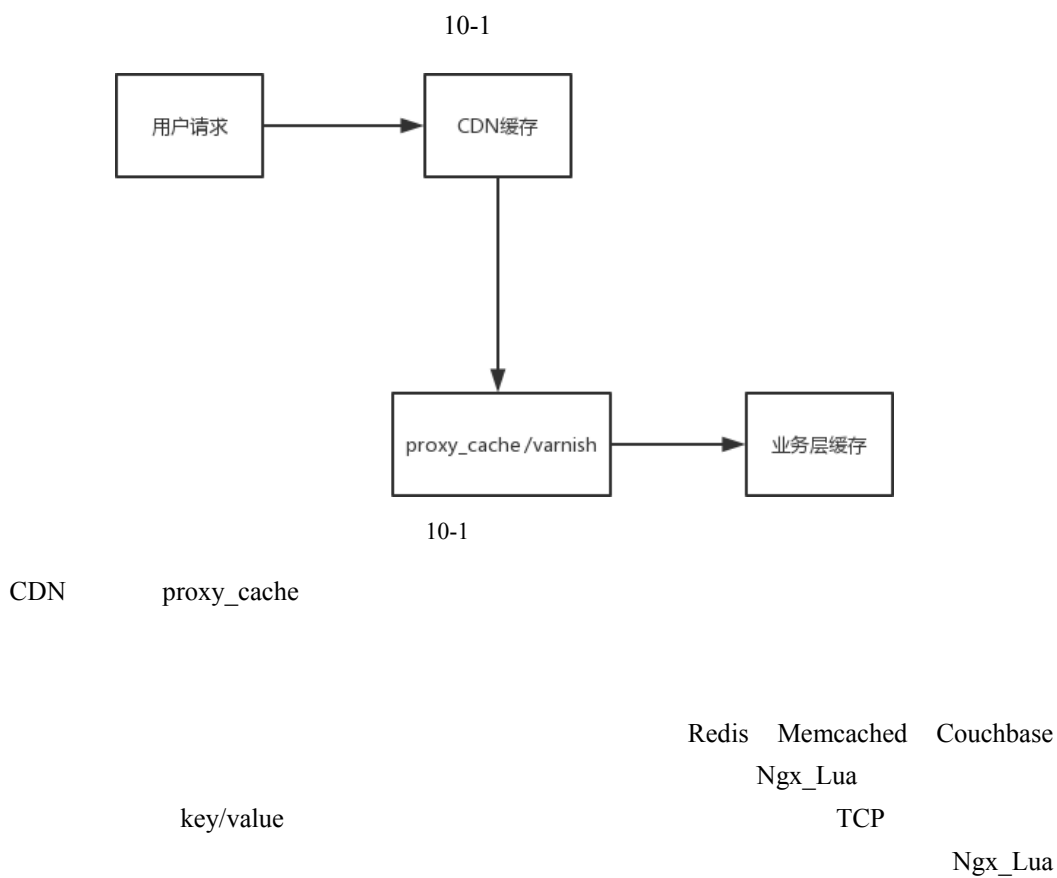 10-1
用户请求
CDN缓存
proxy_cache/varnish
业务层缓存
10-1
CDN proxy_cache
Redis Memcached Couchbase
Ngx_Lua
key/value TCP
Ngx_Lua